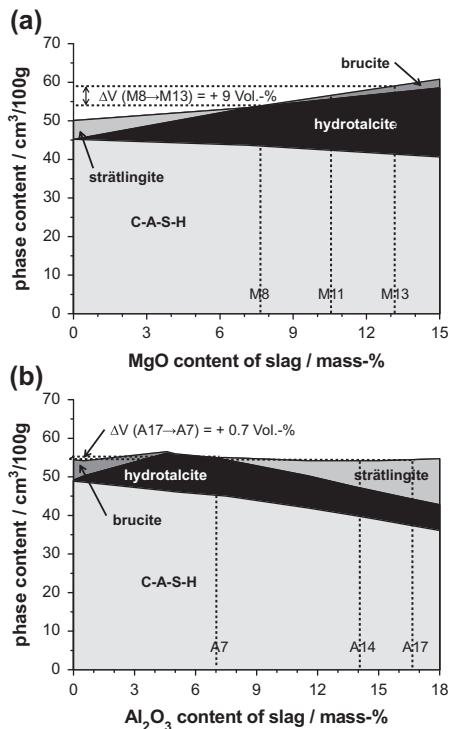 (a)
70
60
50
40
30
20
10
0
phase content / cm³/100g
ΔV (M8→M13) = + 9 Vol.-%
brucite
hydrotalcite
strätlingite
C-A-S-H
M8
M11
M13
0
3
6
9
12
15
MgO content of slag / mass-%
(b)
70
60
50
40
30
20
10
0
phase content / cm³/100g
ΔV (A17→A7) = + 0.7 Vol.-%
hydrotalcite
strätlingite
brucite
C-A-S-H
A7
A14
A17
0
3
6
9
12
15
18
Al₂O₃ content of slag / mass-%